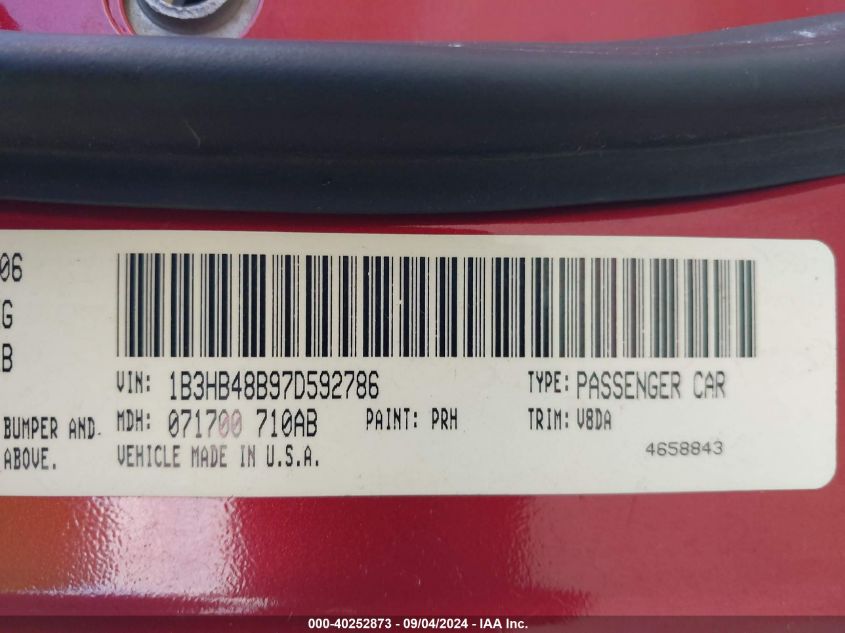 06
G
B
VIN: 1B3HB48B97D592786 TYPE: PASSENGER CAR
BUMPER AND MDH: 071700 710AB PAINT: PRH TRIM: V8DA
ABOVE. VEHICLE MADE IN U.S.A. 4658843
000-40252873 - 09/04/2024 - IAA Inc.